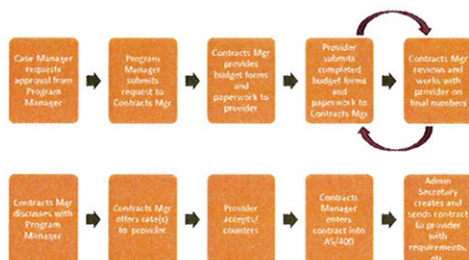 Case Manager
requests
approval from
Program
Manager
Program
Manager
submits
request to
Contracts Mgr
Contracts Mgr
provides
budget forms
and
paperwork to
provider
Provider
submits
completed
budget forms
and
paperwork to
Contracts Mgr
Contracts Mgr
reviews and
works with
provider on
final numbers
Contracts Mgr
discusses with
Program
Manager
Contracts Mgr
offers rate(s)
to provider
Provider
accepts/
counters
Contracts
Manager
enters
contract into
AS/400
Admin
Secretary
creates and
sends contract
to provider
with
requirements,
etc